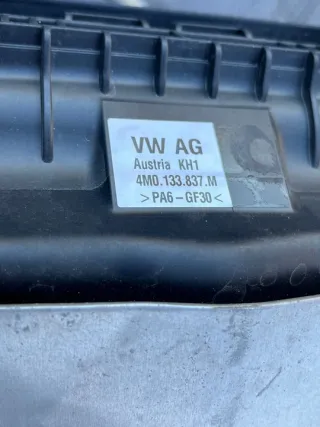 VW AG
Austria KH1
4M0.133.837.M
>PA6-GF30<